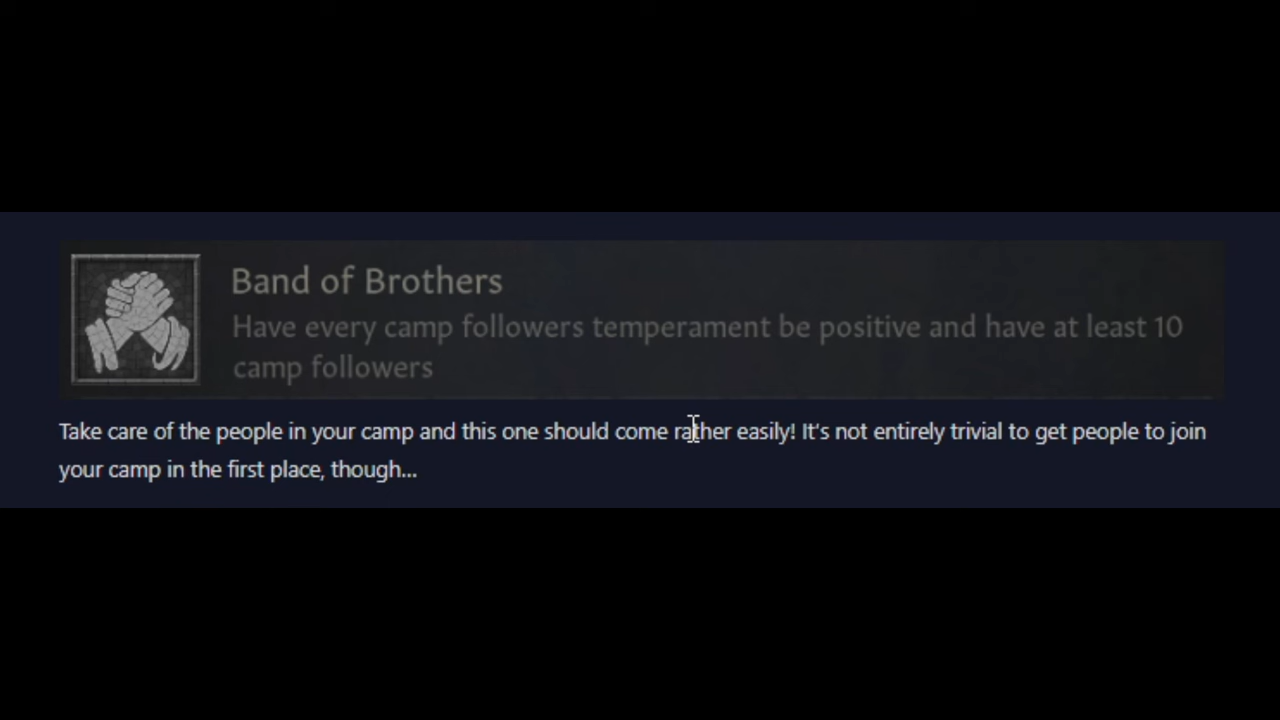 Band of Brothers
Have every camp followers temperament be positive and have at least 10
camp followers
Take care of the people in your camp and this one should come rather easily! It's not entirely trivial to get people to join
your camp in the first place, though...